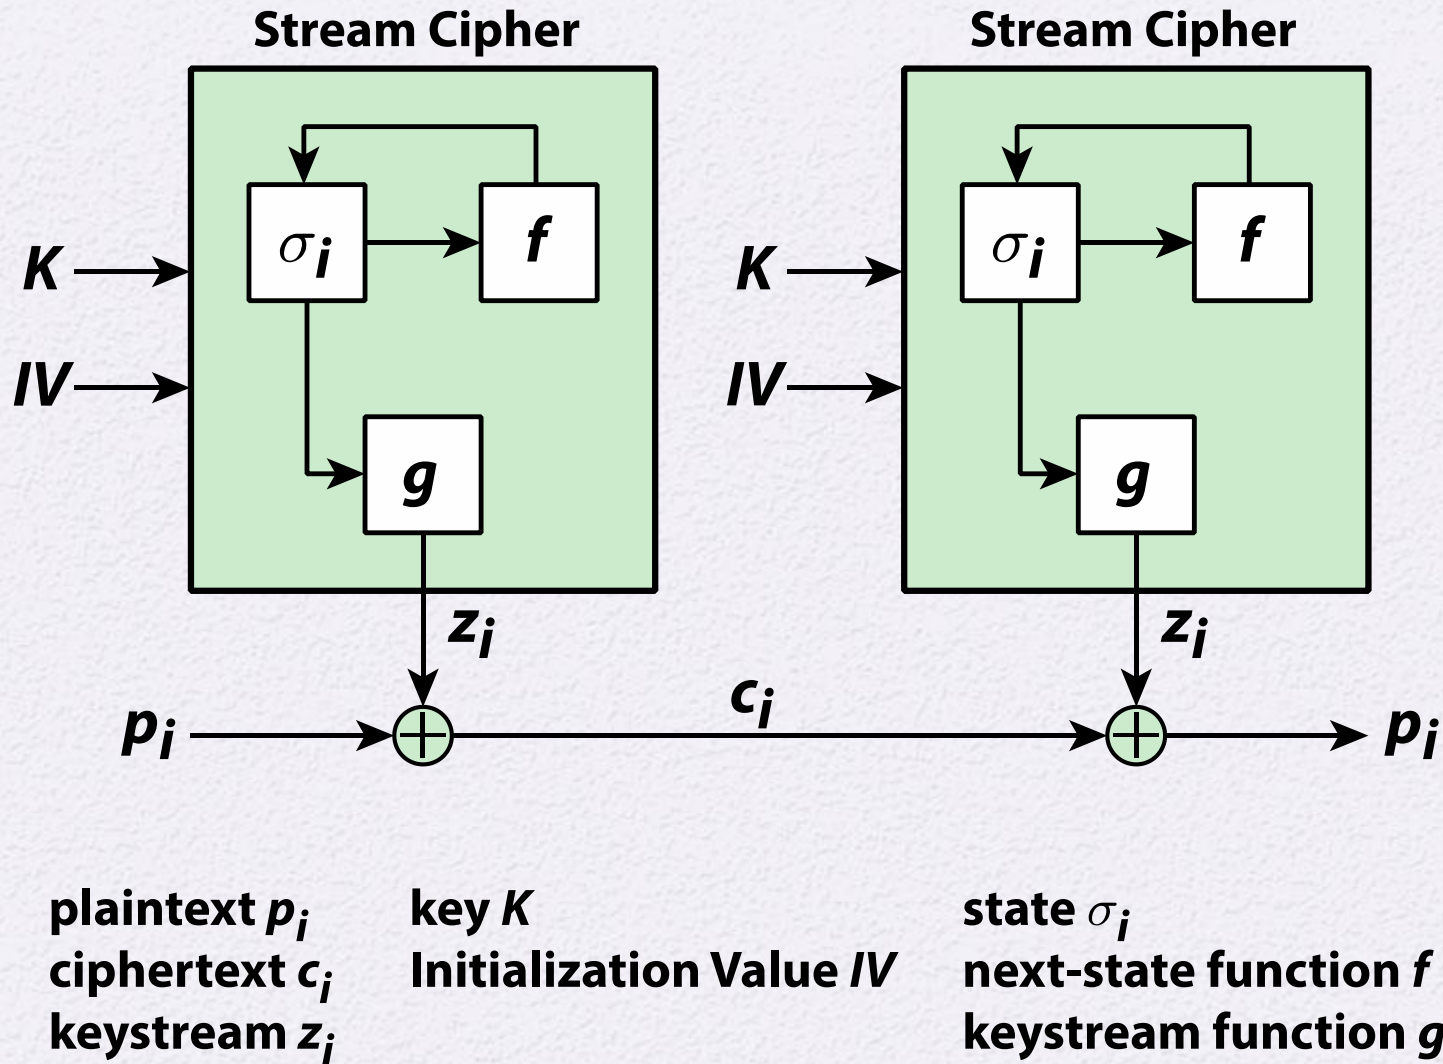 Stream Cipher
Stream Cipher
σi
f
K
IV
g
zi
σi
f
K
IV
g
zi
pi
ci
pi
plaintext pi
ciphertext ci
keystream zi
key K
Initialization Value IV
state σi
next-state function f
keystream function g